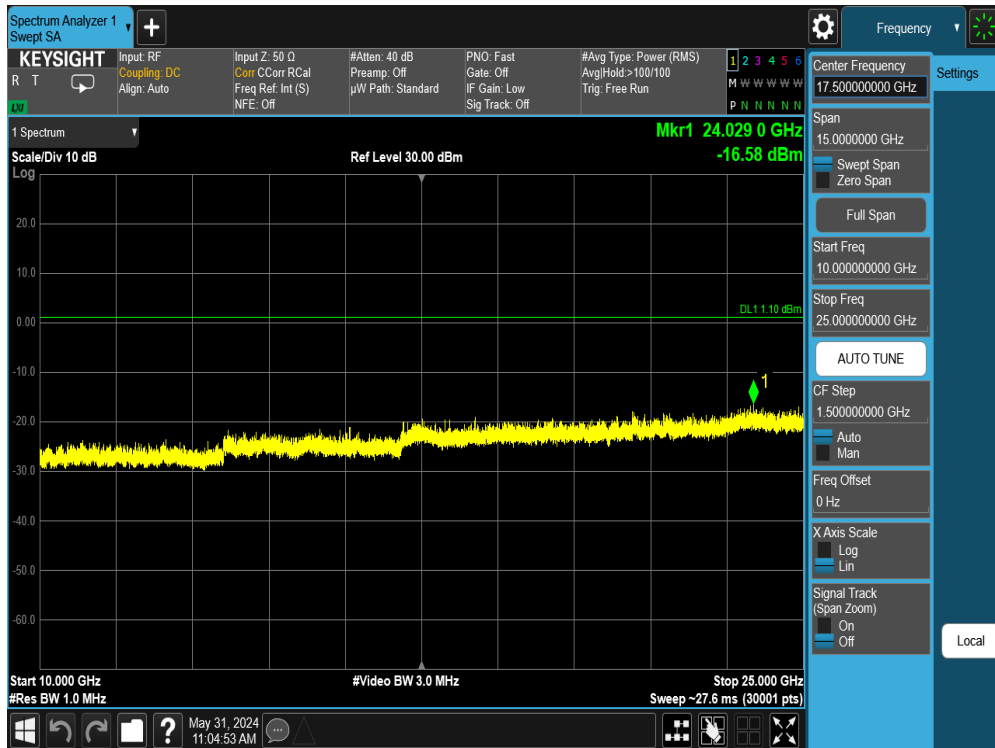 Spectrum Analyzer 1
Swept SA
Frequency
KEYSIGHT
R T
LXI
Input: RF
Coupling: DC
Align: Auto
Input Z: 50 Ω
Corr CCorr RCal
Freq Ref: Int (S)
NFE: Off
#Atten: 40 dB
Preamp: Off
µW Path: Standard
PNO: Fast
Gate: Off
IF Gain: Low
Sig Track: Off
#Avg Type: Power (RMS)
Avg|Hold:>100/100
Trig: Free Run
1 2 3 4 5 6
M W W W W W
P N N N N N
1 Spectrum
Mkr1 24.029 0 GHz
Scale/Div 10 dB
Ref Level 30.00 dBm
-16.58 dBm
Log
20.0
10.0
0.00
-10.0
-20.0
-30.0
-40.0
-50.0
-60.0
DL1 1.10 dBm
1
Start 10.000 GHz
#Video BW 3.0 MHz
Stop 25.000 GHz
#Res BW 1.0 MHz
Sweep ~27.6 ms (30001 pts)
Center Frequency
17.500000000 GHz
Settings
Span
15.0000000 GHz
Swept Span
Zero Span
Full Span
Start Freq
10.000000000 GHz
Stop Freq
25.000000000 GHz
AUTO TUNE
CF Step
1.500000000 GHz
Auto
Man
Freq Offset
0 Hz
X Axis Scale
Log
Lin
Signal Track
(Span Zoom)
On
Off
Local
?
May 31, 2024
11:04:53 AM